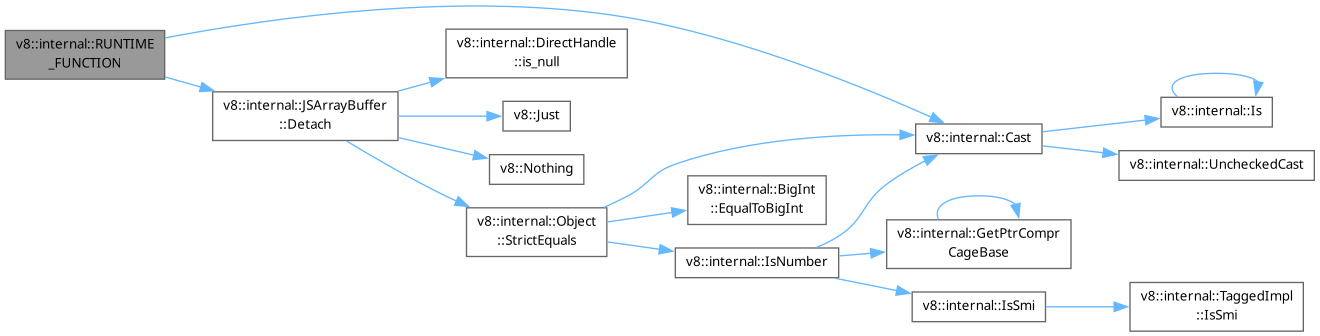 v8::internal::RUNTIME
_FUNCTION
v8::internal::JSArrayBuffer
::Detach
v8::internal::DirectHandle
::is_null
v8::Just
v8::Nothing
v8::internal::Object
::StrictEquals
v8::internal::BigInt
::EqualToBigInt
v8::internal::IsNumber
v8::internal::Cast
v8::internal::GetPtrCompr
CageBase
v8::internal::IsSmi
v8::internal::Is
v8::internal::UncheckedCast
v8::internal::TaggedImpl
::IsSmi